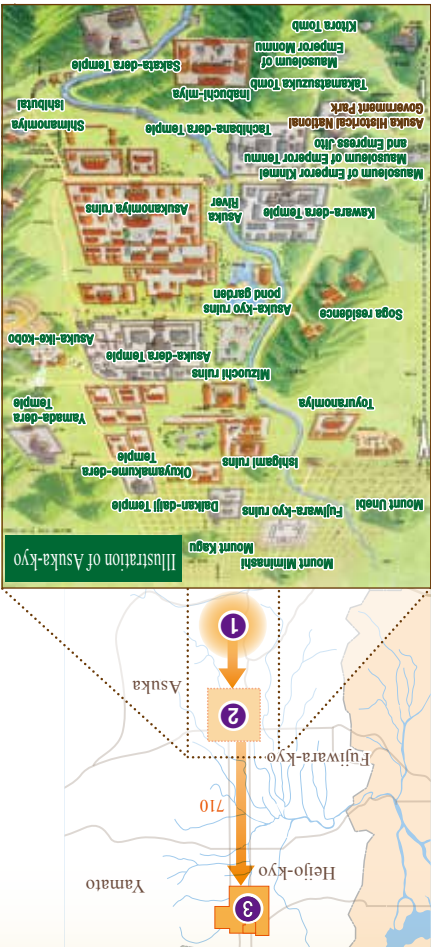 3
Heijo-kyo
Yamato
710
Fujiwara-kyo
2
Asuka
1
Illustration of Asuka-kyo
Mount Miminashi
Mount Kagu
Mount Unebi
Fujiwara-kyo ruins
Daikan-daiji Temple
Okuyamakume-dera
Temple
Ishigami ruins
Toyuranomiya
Yamada-dera
Temple
Mizuochi ruins
Asuka-dera Temple
Asuka-ike-kobo
Soga residence
Asuka-kyo ruins
pond garden
Kawara-dera Temple
Asuka
River
Asukanomiya ruins
Mausoleum of Emperor Kinmei
Mausoleum of Emperor Tenmu
and Empress Jito
Tachibana-dera Temple
Shimanomiya
Ishibutai
Asuka Historical National
Government Park
Inabuchi-miya
Takamatsuzuka Tomb
Sakata-dera Temple
Mausoleum of
Emperor Monmu
Kitora Tomb